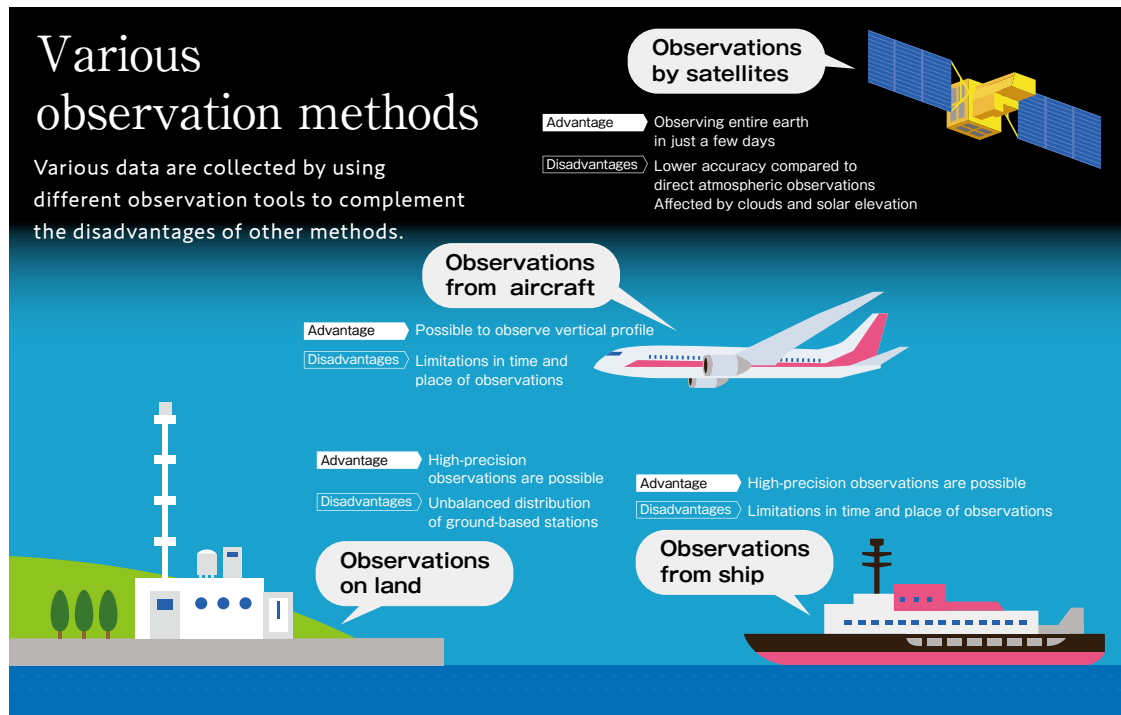 Various
observation methods
Various data are collected by using
different observation tools to complement
the disadvantages of other methods.
Observations
by satellites
Advantage
Observing entire earth
in just a few days
Disadvantages
Lower accuracy compared to
direct atmospheric observations
Affected by clouds and solar elevation
Observations
from aircraft
Advantage
Possible to observe vertical profile
Disadvantages
Limitations in time and
place of observations
Advantage
High-precision
observations are possible
Disadvantages
Unbalanced distribution
of ground-based stations
Observations
on land
Advantage
High-precision observations are possible
Disadvantages
Limitations in time and place of observations
Observations
from ship